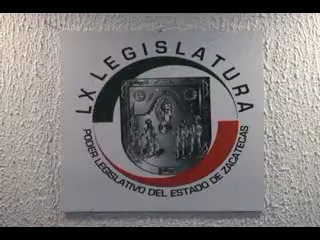 LX LEGISLATURA
PODER LEGISLATIVO DEL ESTADO DE ZACATECAS